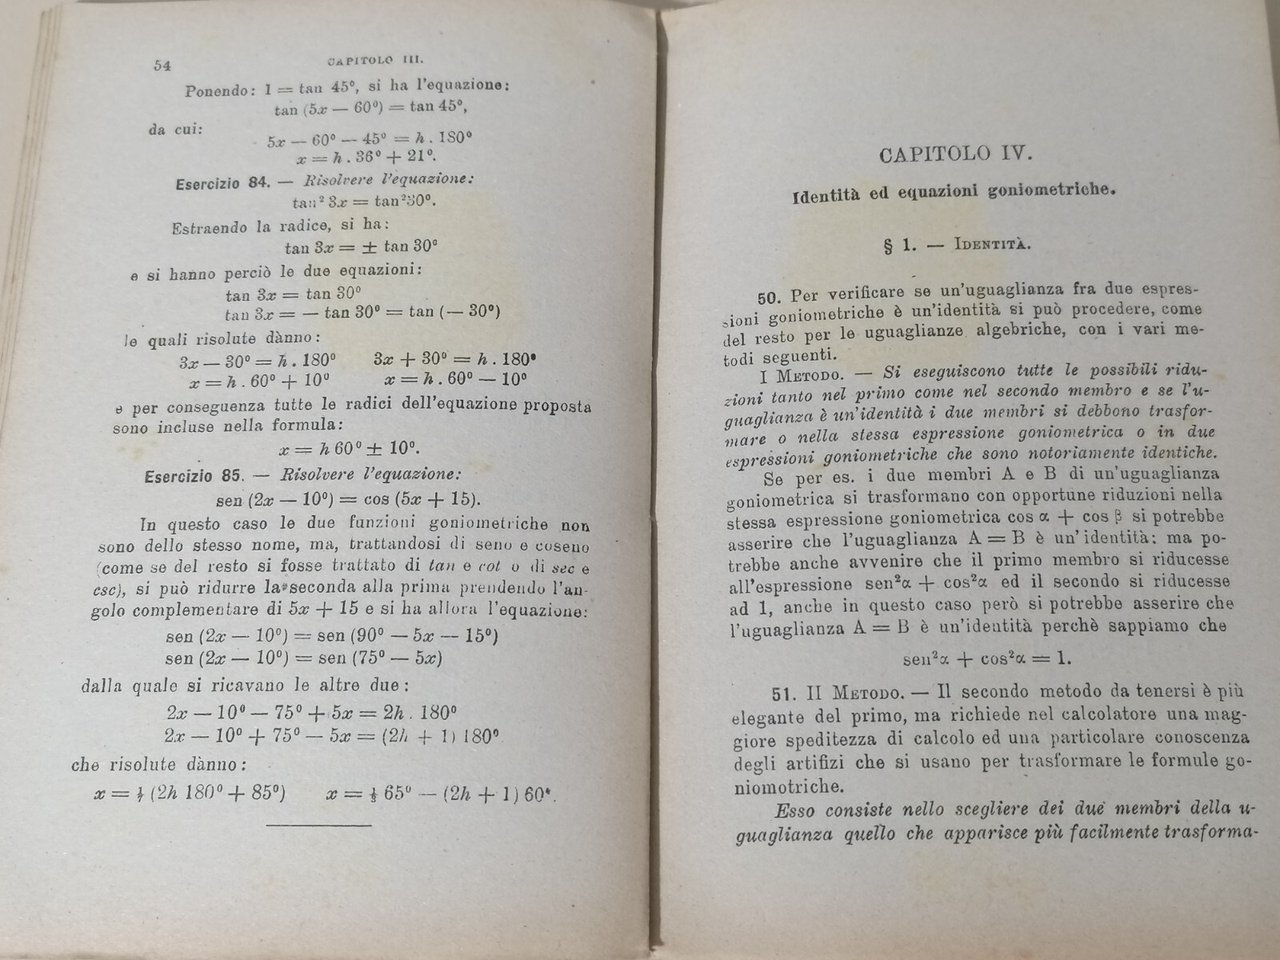 54
CAPITOLO III.
Ponendo: 1 = tan 45°, si ha l'equazione:
tan (5x — 60°) = tan 45°,
da cui:
5x — 60° — 45° = h . 180°
x = h . 36° + 21°.
Esercizio 84. — Risolvere l'equazione:
tan² 3x = tan²30°.
Estraendo la radice, si ha:
tan 3x = ± tan 30°
e si hanno perciò le due equazioni:
tan 3x = tan 30°
tan 3x = — tan 30° = tan (— 30°)
le quali risolute dànno:
3x — 30° = h . 180° 3x + 30° = h . 180°
x = h . 60° + 10° x = h . 60° — 10°
e per conseguenza tutte le radici dell'equazione proposta
sono incluse nella formula:
x = h 60° ± 10°.
Esercizio 85. — Risolvere l'equazione:
sen (2x — 10°) = cos (5x + 15).
In questo caso le due funzioni goniometriche non
sono dello stesso nome, ma, trattandosi di seno e coseno
(come se del resto si fosse trattato di tan e cot o di sec e
csc), si può ridurre la seconda alla prima prendendo l'an-
golo complementare di 5x + 15 e si ha allora l'equazione:
sen (2x — 10°) = sen (90° — 5x — 15°)
sen (2x — 10°) = sen (75° — 5x)
dalla quale si ricavano le altre due:
2x — 10° — 75° + 5x = 2h . 180°
2x — 10° + 75° — 5x = (2h + 1) 180°
che risolute dànno:
x = 1/7 (2h 180° + 85°) x = 1/3 65° — (2h + 1) 60°.
CAPITOLO IV.
Identità ed equazioni goniometriche.
§ 1. — IDENTITÀ.
50. Per verificare se un'uguaglianza fra due espres-
sioni goniometriche è un'identità si può procedere, come
del resto per le uguaglianze algebriche, con i vari me-
todi seguenti.
I METODO. — Si eseguiscono tutte le possibili ridu-
zioni tanto nel primo come nel secondo membro e se l'u-
guaglianza è un'identità i due membri si debbono trasfor-
mare o nella stessa espressione goniometrica o in due
espressioni goniometriche che sono notoriamente identiche.
Se per es. i due membri A e B di un'uguaglianza
goniometrica si trasformano con opportune riduzioni nella
stessa espressione goniometrica cos α + cos β si potrebbe
asserire che l'uguaglianza A = B è un'identità: ma po-
trebbe anche avvenire che il primo membro si riducesse
all'espressione sen²α + cos²α ed il secondo si riducesse
ad 1, anche in questo caso però si potrebbe asserire che
l'uguaglianza A = B è un'identità perchè sappiamo che
sen²α + cos²α = 1.
51. II METODO. — Il secondo metodo da tenersi è più
elegante del primo, ma richiede nel calcolatore una mag-
giore speditezza di calcolo ed una particolare conoscenza
degli artifizi che si usano per trasformare le formule go-
niomotriche.
Esso consiste nello scegliere dei due membri della u-
guaglianza quello che apparisce più facilmente trasforma-